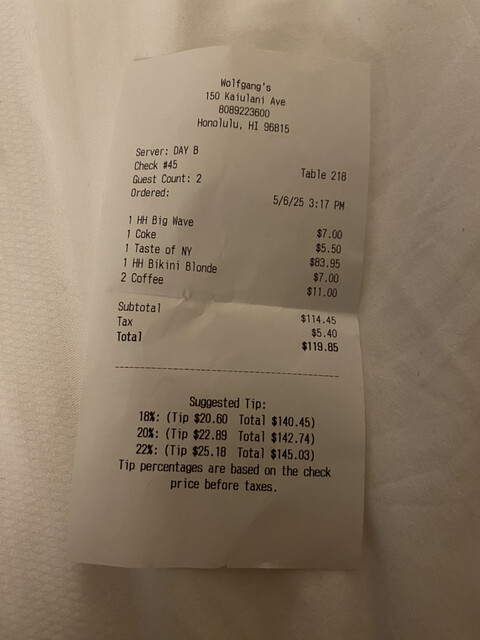 Wolfgang's
150 Kaiulani Ave
8089223600
Honolulu, HI 96815
Server: DAY B
Check #45 Table 218
Guest Count: 2
Ordered: 5/6/25 3:17 PM
1 HH Big Wave $7.00
1 Coke $5.50
1 Taste of NY $83.95
1 HH Bikini Blonde $7.00
2 Coffee $11.00
Subtotal $114.45
Tax $5.40
Total $119.85
Suggested Tip:
18%: (Tip $20.60 Total $140.45)
20%: (Tip $22.89 Total $142.74)
22%: (Tip $25.18 Total $145.03)
Tip percentages are based on the check
price before taxes.